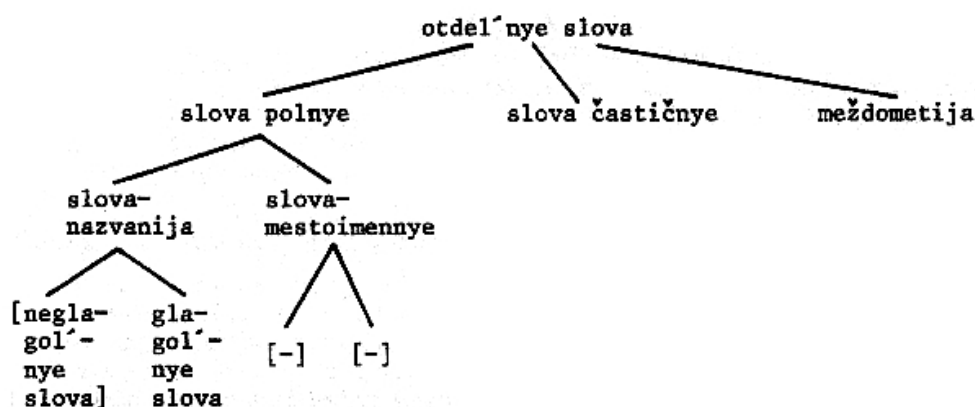 otdel´nye slova
slova polnye slova častičnye meždometija
slova-
nazvanija
slova-
mestoimennye
[negla-
gol´-
nye
slova]
gla-
gol´-
nye
slova
[-] [-]